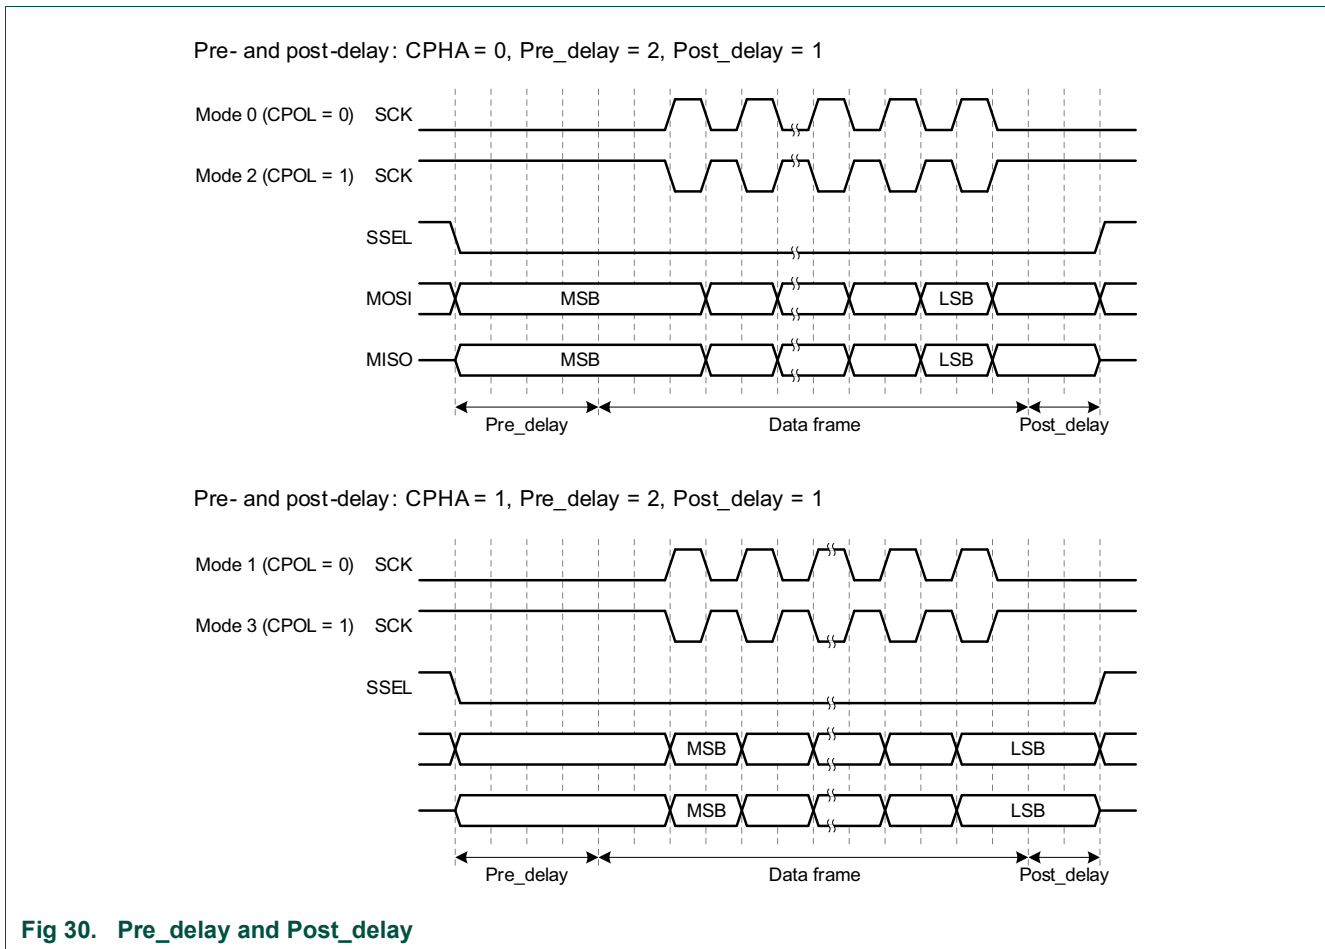 Pre- and post-delay: CPHA = 0, Pre_delay = 2, Post_delay = 1
Mode 0 (CPOL = 0) SCK
Mode 2 (CPOL = 1) SCK
SSEL
MOSI MSB LSB
MISO MSB LSB
Pre_delay Data frame Post_delay
Pre- and post-delay: CPHA = 1, Pre_delay = 2, Post_delay = 1
Mode 1 (CPOL = 0) SCK
Mode 3 (CPOL = 1) SCK
SSEL
MSB LSB
MSB LSB
Pre_delay Data frame Post_delay
Fig 30. Pre_delay and Post_delay